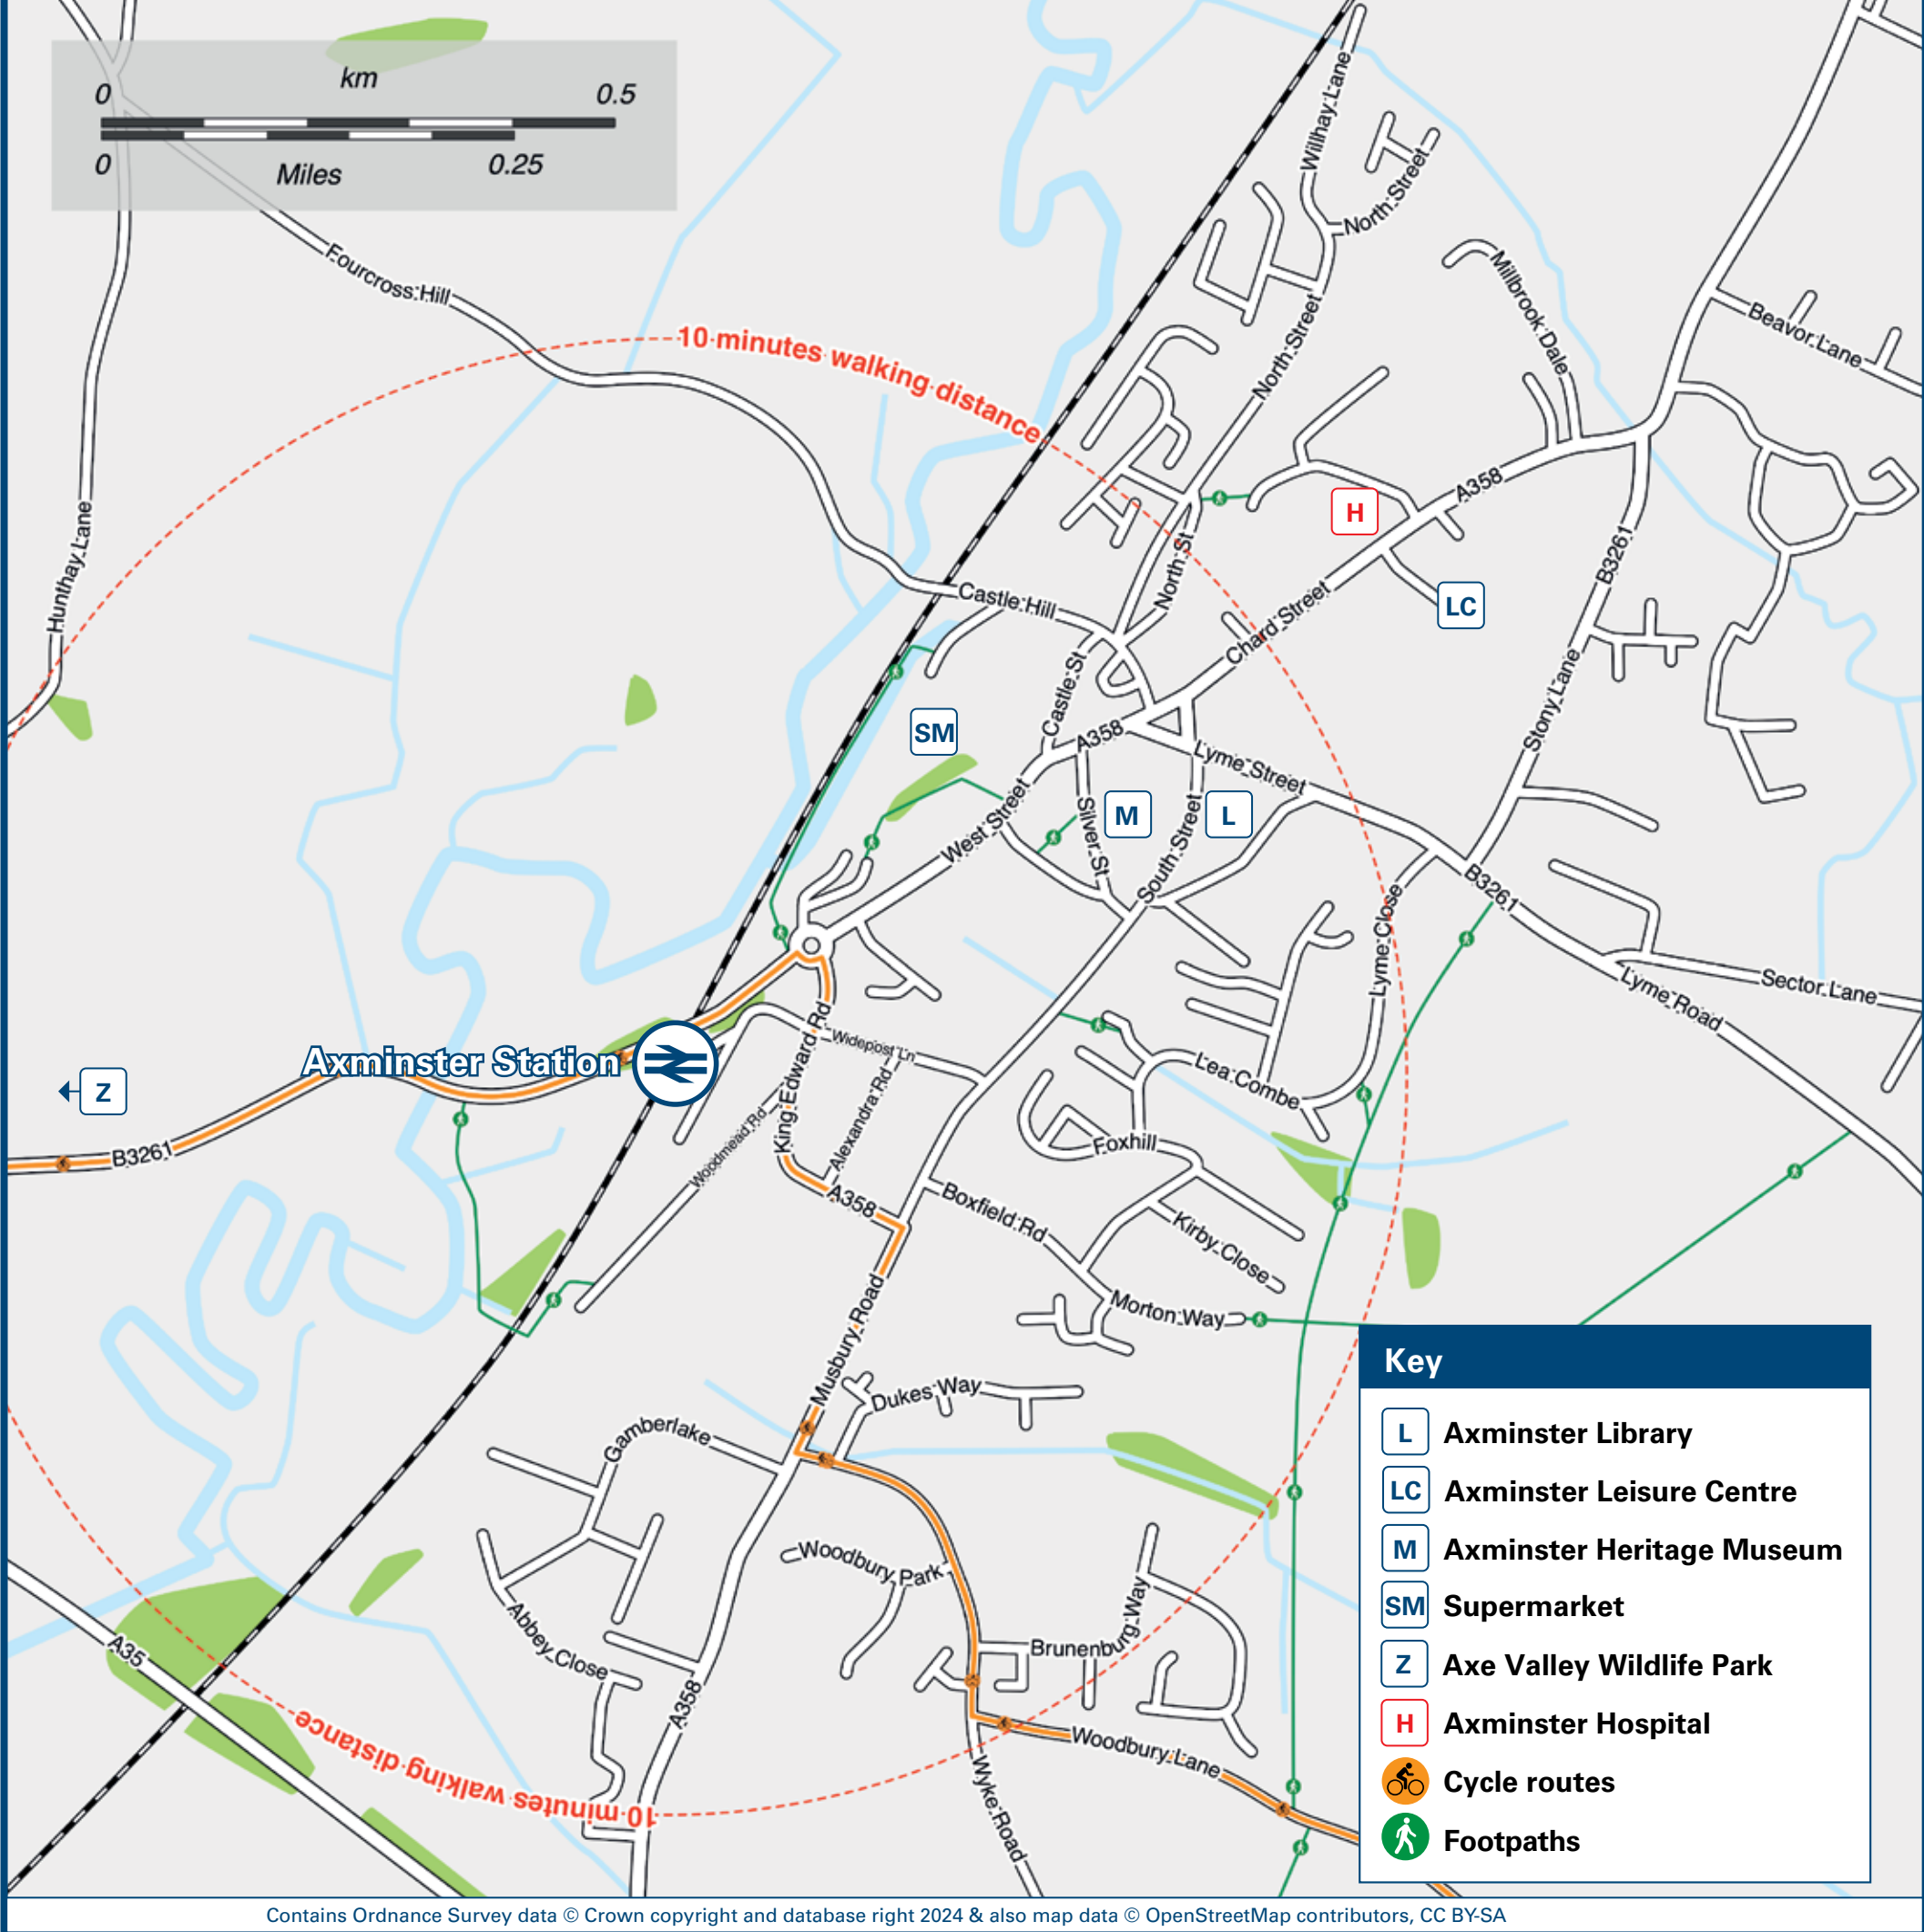 km
0 0.5
0 0.25
Miles
Willhay Lane
North Street
Fourcross Hill
Millbrook Dale
Beavor Lane
10 minutes walking distance
North Street
A358
H
Hunthay Lane
North St
B3261
Castle Hill
Chard Street
LC
Castle St
Stony Lane
SM
A358
Lyme Street
West Street
Silver St
M
L
South Street
B3261
Lyme Close
Sector Lane
Lyme Road
King Edward Rd
Widepost Ln
Axminster Station
Lea Combe
Z
Alexandra Rd
Woodmead Rd
B3261
Foxhill
A358
Boxfield Rd
Kirby Close
Morton Way
Musbury Road
Dukes Way
Gamberlake
Woodbury Park
Abbey Close
Brunenburg Way
A35
A358
Woodbury Lane
10 minutes walking distance
Wyke Road
Key
L Axminster Library
LC Axminster Leisure Centre
M Axminster Heritage Museum
SM Supermarket
Z Axe Valley Wildlife Park
H Axminster Hospital
Cycle routes
Footpaths
Contains Ordnance Survey data © Crown copyright and database right 2024 & also map data © OpenStreetMap contributors, CC BY-SA